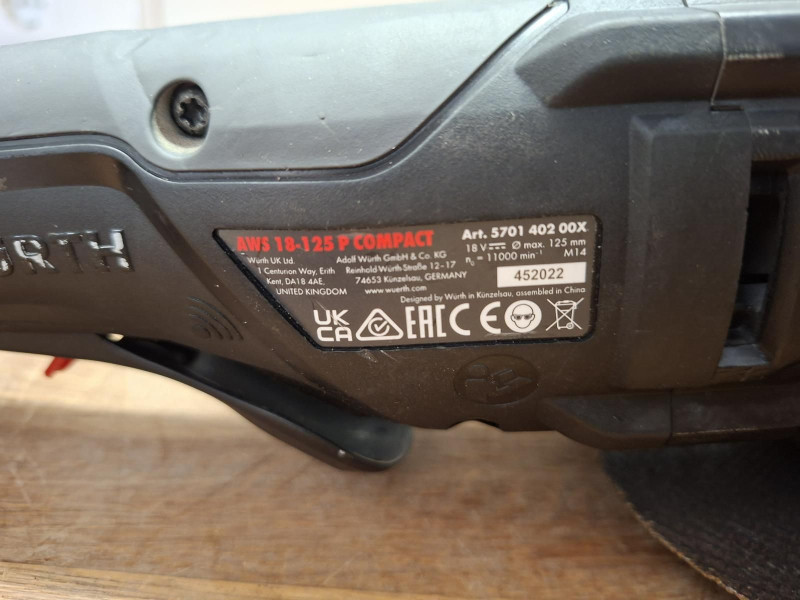 WÜRTH
AWS 18-125 P COMPACT
Art. 5701 402 00X
Würth UK Ltd.
1 Centurion Way, Erith
Kent, DA18 4AE,
UNITED KINGDOM
Adolf Würth GmbH & Co. KG
Reinhold-Würth-Straße 12-17
74653 Künzelsau, GERMANY
www.wuerth.com
18 V ⎓ Ø max. 125 mm
n₀ = 11000 min⁻¹ M14
452022
Designed by Würth in Künzelsau, assembled in China
UK
CA
EAC
CE